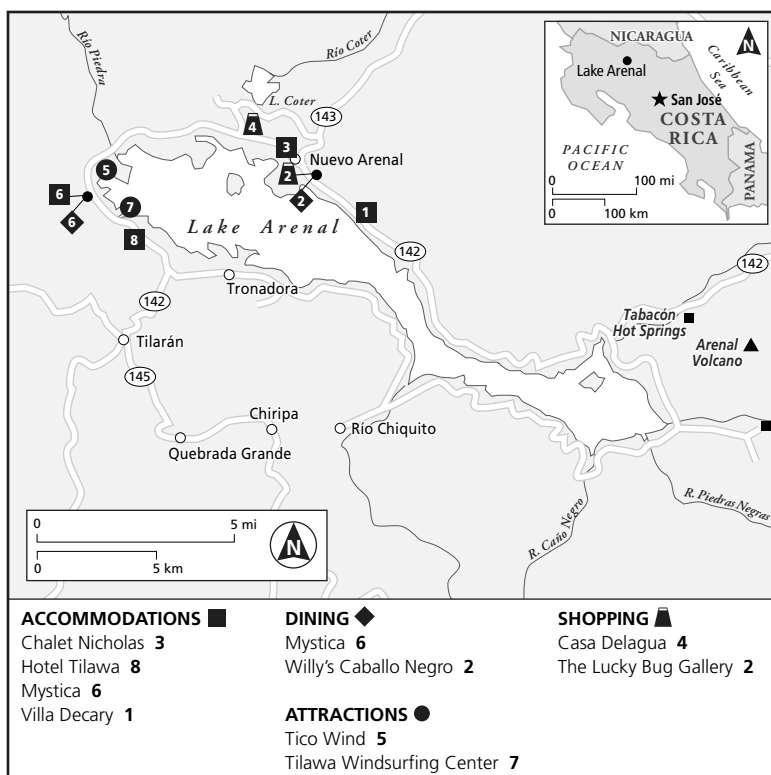 NICARAGUA
N
Caribbean
Sea
Lake Arenal
San José
COSTA
RICA
PACIFIC
OCEAN
PANAMA
0 100 mi
0 100 km
Río Piedra
Río Coter
L. Coter
4
143
3
Nuevo Arenal
2
2
5
6
6
7
8
1
Lake Arenal
142
142
Tronadora
142
Tabacón
Hot Springs
Arenal
Volcano
Tilarán
145
Chiripa
Río Chiquito
Quebrada Grande
R. Piedras Negras
R. Caño Negro
0 5 mi
0 5 km
N
ACCOMMODATIONS
Chalet Nicholas 3
Hotel Tilawa 8
Mystica 6
Villa Decary 1
DINING
Mystica 6
Willy's Caballo Negro 2
ATTRACTIONS
Tico Wind 5
Tilawa Windsurfing Center 7
SHOPPING
Casa Delagua 4
The Lucky Bug Gallery 2